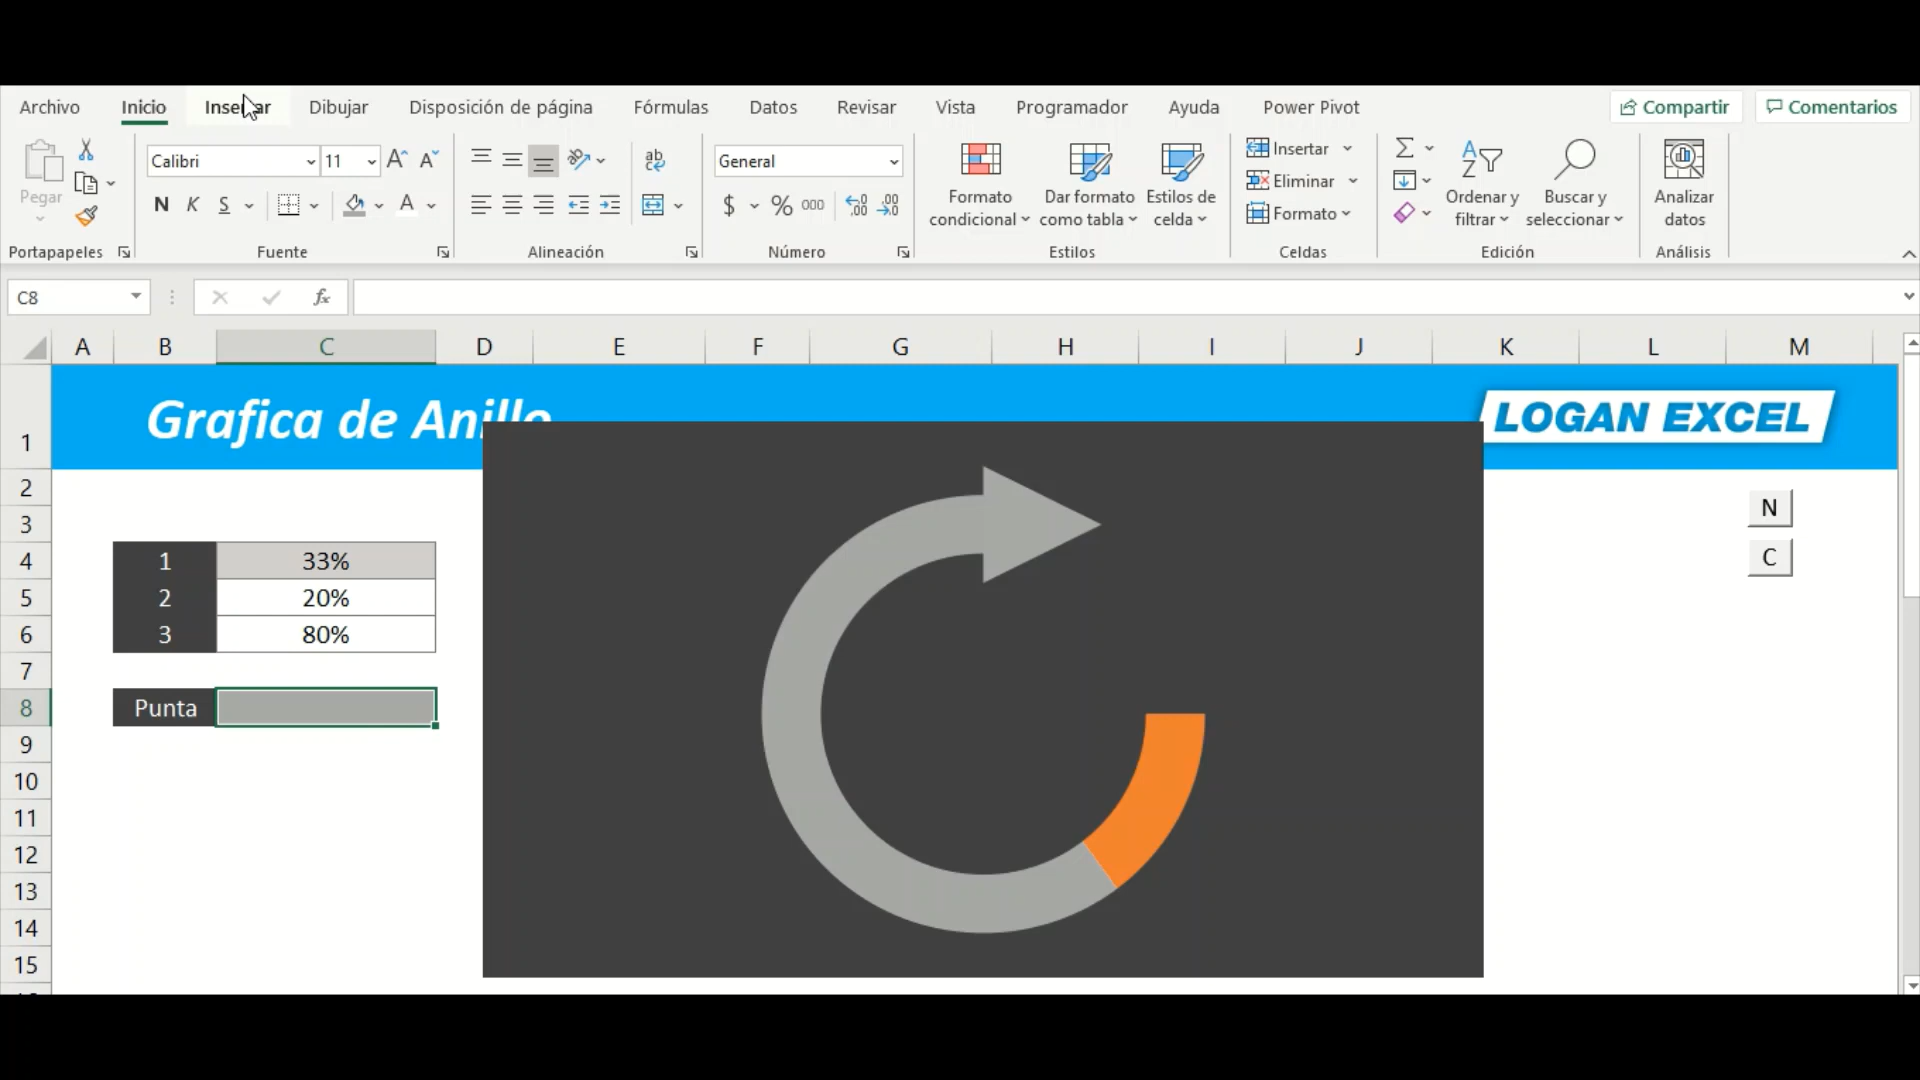 Archivo Inicio Insertar Dibujar Disposición de página Fórmulas Datos Revisar Vista Programador Ayuda Power Pivot Compartir Comentarios
Pegar
Portapapeles
Calibri 11 A A
N K S A
Fuente
ab
Alineación
General
$ % 000 ,00 ,00
Número
Formato condicional
Dar formato como tabla
Estilos de celda
Estilos
Insertar
Eliminar
Formato
Celdas
Ordenar y filtrar
Buscar y seleccionar
Edición
Analizar datos
Análisis
C8 fx
A B C D E F G H I J K L M
1 Grafica de Anillo LOGAN EXCEL
2
3 N
4 1 33% C
5 2 20%
6 3 80%
7
8 Punta
9
10
11
12
13
14
15